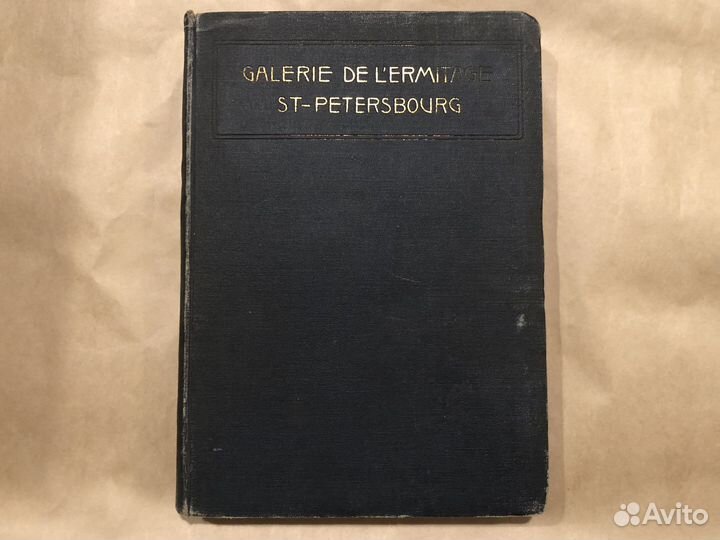 GALERIE DE L'ERMITAGE
ST-PETERSBOURG
Avito